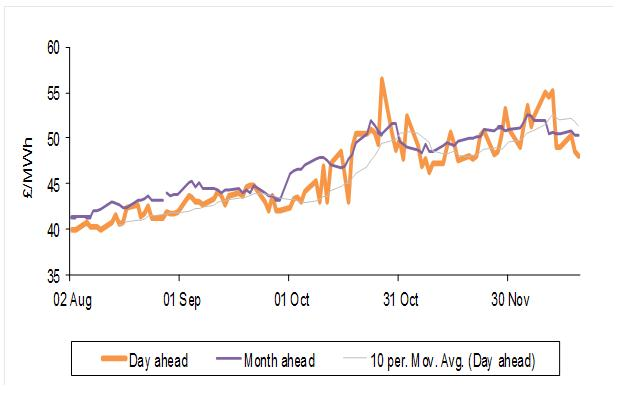 60
55
50
45
40
35
£/MWh
02 Aug 01 Sep 01 Oct 31 Oct 30 Nov
Day ahead Month ahead 10 per. Mov. Avg. (Day ahead)